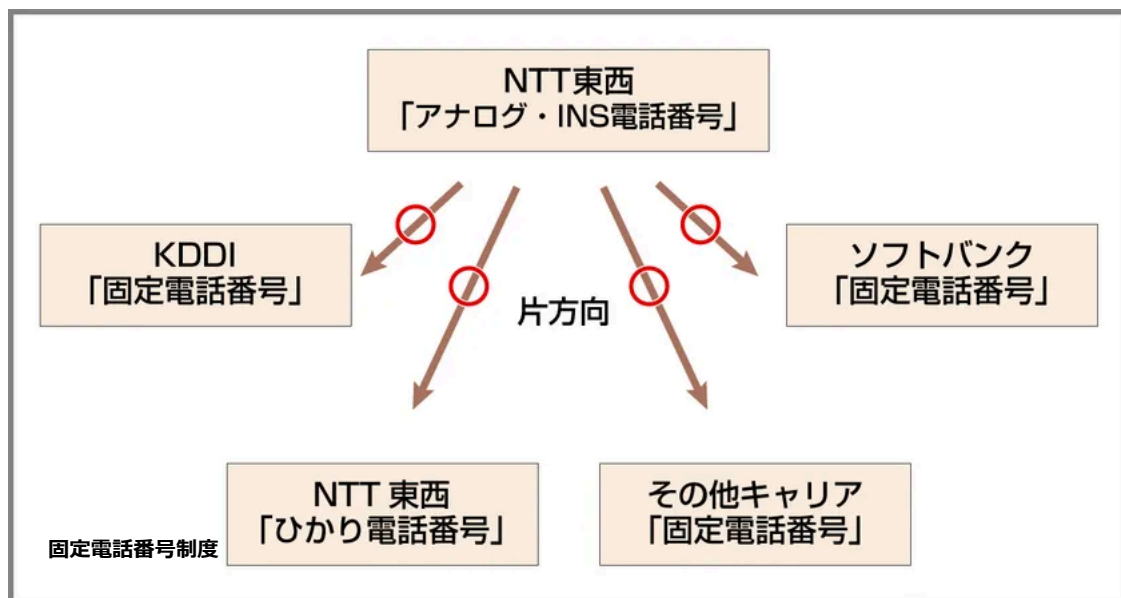 NTT東西
「アナログ・INS電話番号」
KDDI
「固定電話番号」
ソフトバンク
「固定電話番号」
片方向
NTT 東西
「ひかり電話番号」
その他キャリア
「固定電話番号」
固定電話番号制度